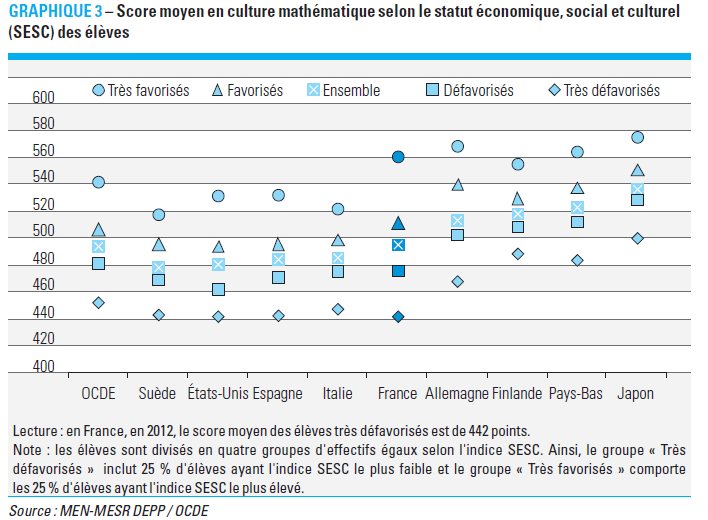 GRAPHIQUE 3 – Score moyen en culture mathématique selon le statut économique, social et culturel
(SESC) des élèves
Très favorisés Favorisés Ensemble Défavorisés Très défavorisés
600
580
560
540
520
500
480
460
440
420
400
OCDE Suède États-Unis Espagne Italie France Allemagne Finlande Pays-Bas Japon
Lecture : en France, en 2012, le score moyen des élèves très défavorisés est de 442 points.
Note : les élèves sont divisés en quatre groupes d'effectifs égaux selon l'indice SESC. Ainsi, le groupe « Très
défavorisés » inclut 25 % d'élèves ayant l'indice SESC le plus faible et le groupe « Très favorisés » comporte
les 25 % d'élèves ayant l'indice SESC le plus élevé.
Source : MEN-MESR DEPP / OCDE